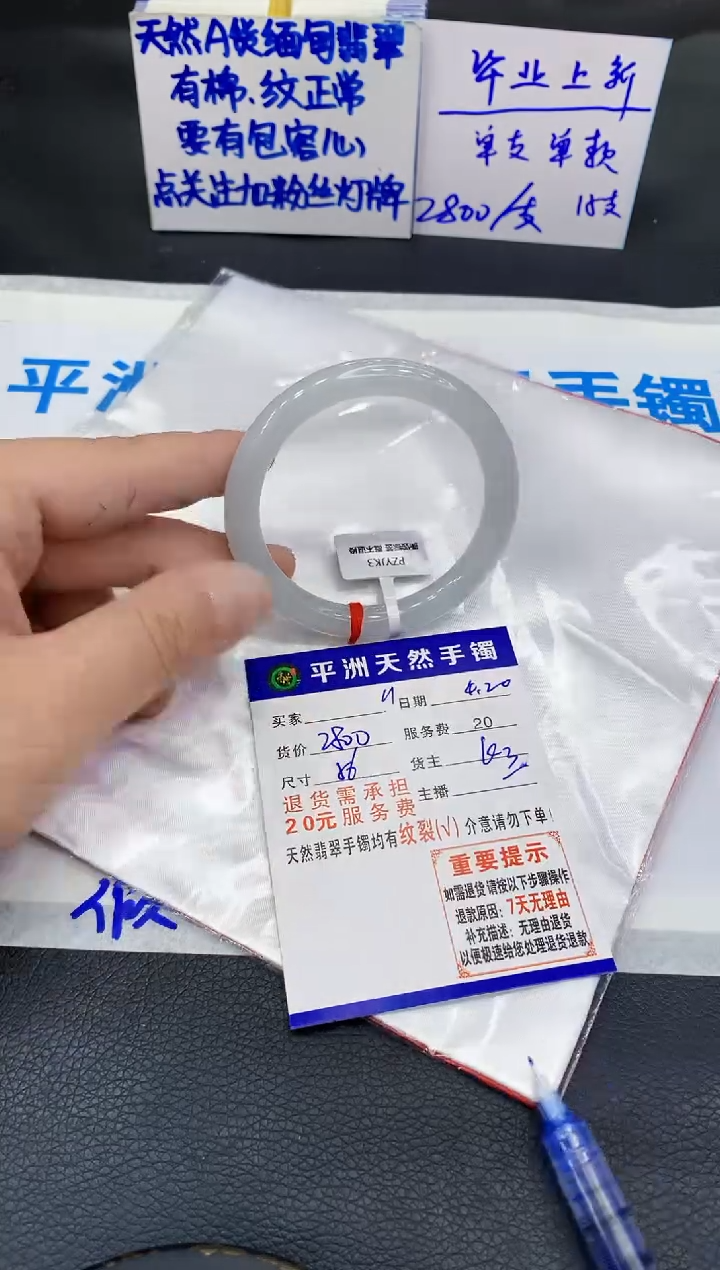 天然A货缅甸翡翠
有棉、纹正常
要有包容心
点关注加粉丝灯牌
毕业上新
单支单款
2800/支 18支
平洲
手镯
PZYJK3
平洲天然手镯
买家 日期 4.20
货价 2800 服务费 20
尺寸 56 货主
退货需承担 主播
20元服务费
天然翡翠手镯均有纹裂(√)介意请勿下单!
重要提示
如需退货请按以下步骤操作
退款原因:7天无理由
补充描述:无理由退货
以便极速给您处理退货退款